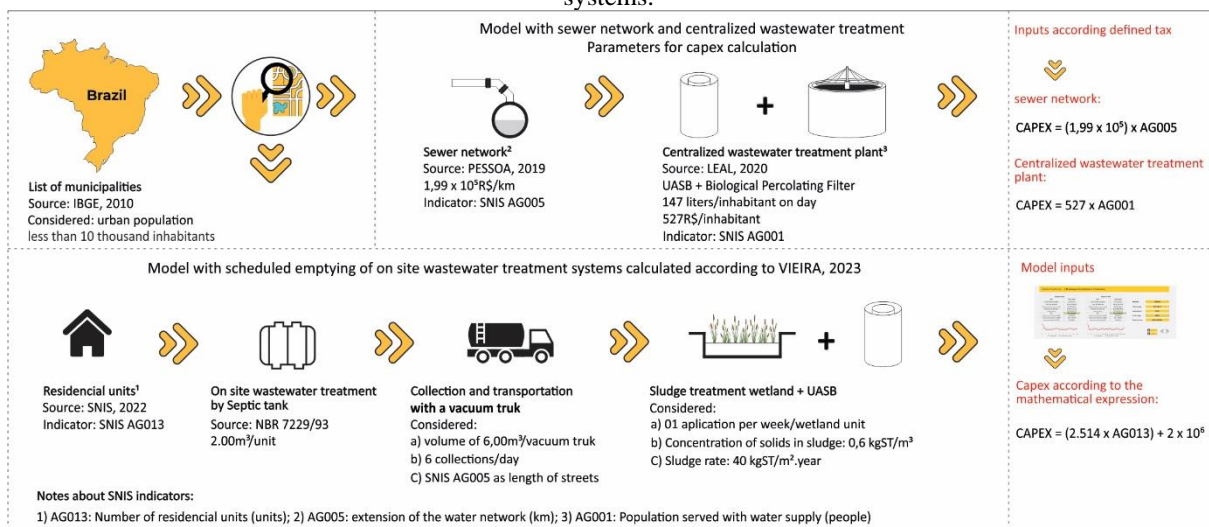 systems.
Model with sewer network and centralized wastewater treatment
Parameters for capex calculation
Brazil
List of municipalities
Source: IBGE, 2010
Considered: urban population
less than 10 thousand inhabitants
Sewer network²
Source: PESSOA, 2019
1,99 x 10⁵R$/km
Indicator: SNIS AG005
+
Centralized wastewater treatment plant³
Source: LEAL, 2020
UASB + Biological Percolating Filter
147 liters/inhabitant on day
527R$/inhabitant
Indicator: SNIS AG001
Inputs according defined tax
sewer network:
CAPEX = (1,99 x 10⁵) x AG005
Centralized wastewater treatment
plant:
CAPEX = 527 x AG001
Model with scheduled emptying of on site wastewater treatment systems calculated according to VIEIRA, 2023
Residencial units¹
Source: SNIS, 2022
Indicator: SNIS AG013
On site wastewater treatment
by Septic tank
Source: NBR 7229/93
2.00m³/unit
Collection and transportation
with a vacuum truk
Considered:
a) volume of 6,00m³/vacuum truk
b) 6 collections/day
C) SNIS AG005 as length of streets
+
Sludge treatment wetland + UASB
Considered:
a) 01 aplication per week/wetland unit
b) Concentration of solids in sludge: 0,6 kgST/m³
C) Sludge rate: 40 kgST/m².year
Model inputs
Capex according to the
mathematical expression:
CAPEX = (2.514 x AG013) + 2 x 10⁶
Notes about SNIS indicators:
1) AG013: Number of residencial units (units); 2) AG005: extension of the water network (km); 3) AG001: Population served with water supply (people)